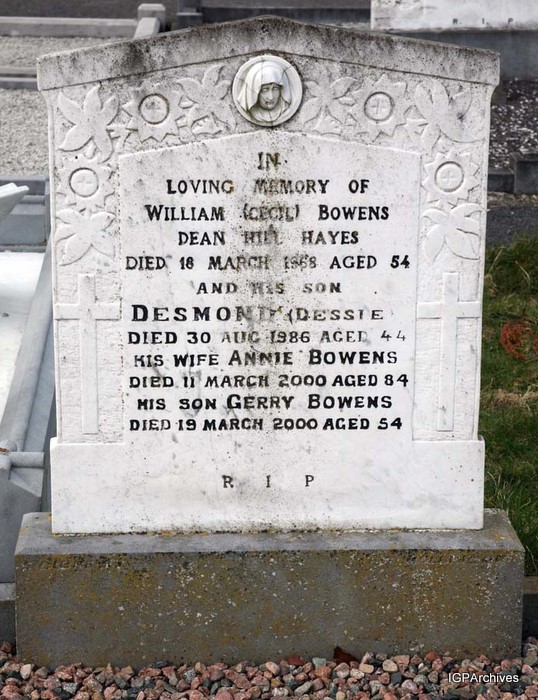 R I P
IN
LOVING MEMORY OF
WILLIAM (CECIL) BOWENS
DEAN HILL HAYES
DIED 16 MARCH 1968 AGED 54
AND HIS SON
DESMOND (DESSIE
DIED 30 AUG 1986 AGED 44
HIS WIFE ANNIE BOWENS
DIED 11 MARCH 2000 AGED 84
HIS SON GERRY BOWENS
DIED 19 MARCH 2000 AGED 54
R I P
IGPArchives